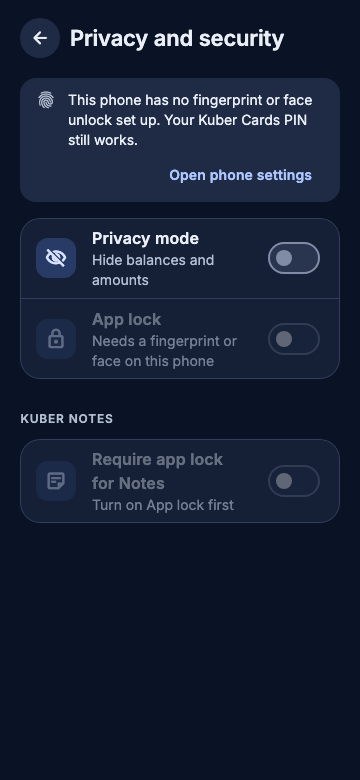 Privacy and security
This phone has no fingerprint or face
unlock set up. Your Kuber Cards PIN
still works.
Open phone settings
Privacy mode
Hide balances and
amounts
App lock
Needs a fingerprint or
face on this phone
KUBER NOTES
Require app lock
for Notes
Turn on App lock first